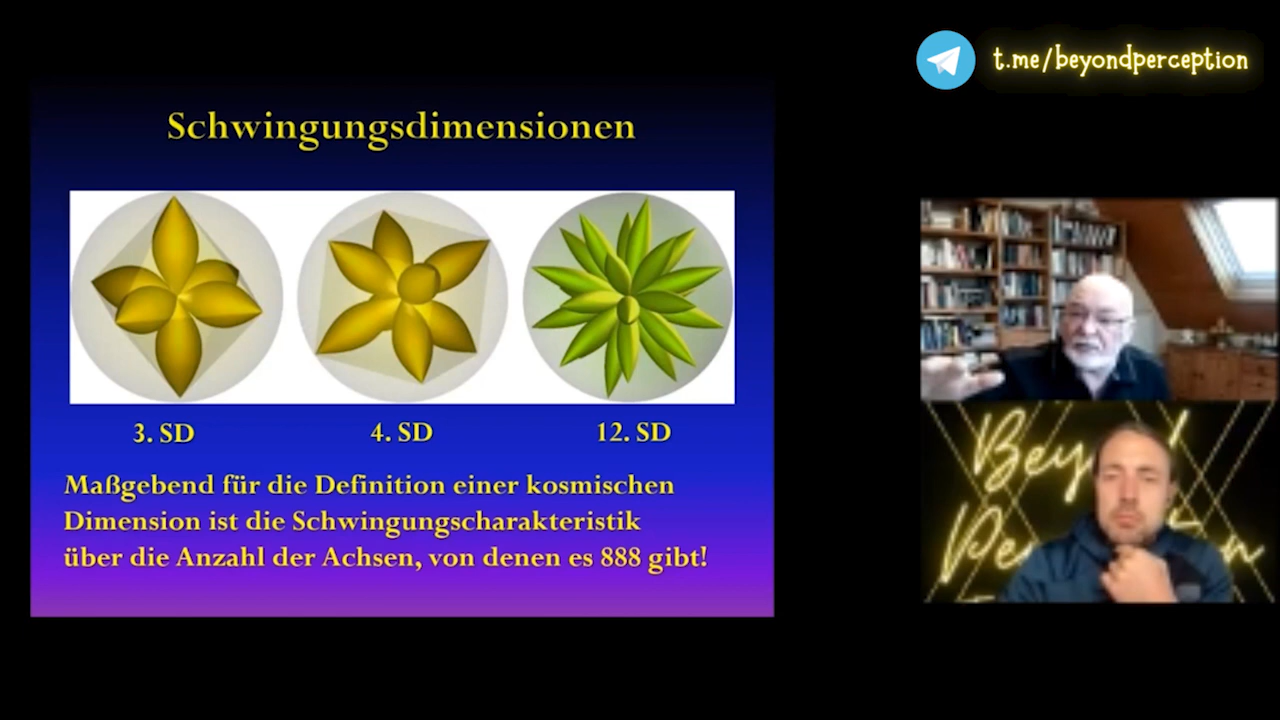 t.me/beyondperception
Schwingungsdimensionen
3. SD
4. SD
12. SD
Maßgebend für die Definition einer kosmischen
Dimension ist die Schwingungscharakteristik
über die Anzahl der Achsen, von denen es 888 gibt!